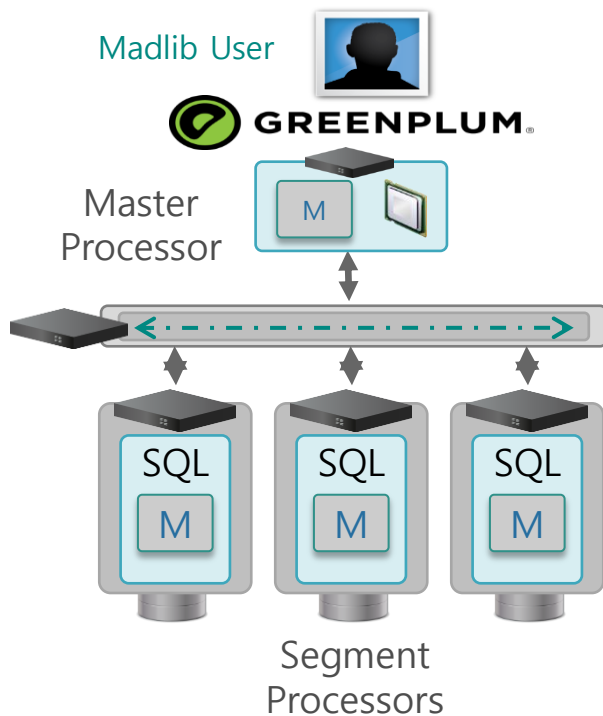 Madlib User
GREENPLUM®
M
Master
Processor
SQL SQL SQL
M M M
Segment
Processors